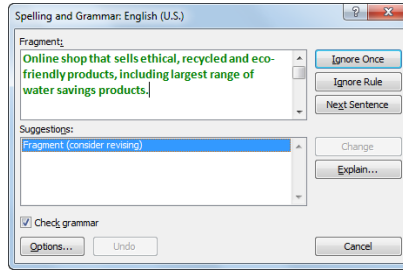 Spelling and Grammar: English (U.S.)
Fragment:
Online shop that sells ethical, recycled and eco-
friendly products, including largest range of
water savings products.
Ignore Once
Ignore Rule
Next Sentence
Suggestions:
Fragment (consider revising)
Change
Explain...
Check grammar
Options...
Undo
Cancel